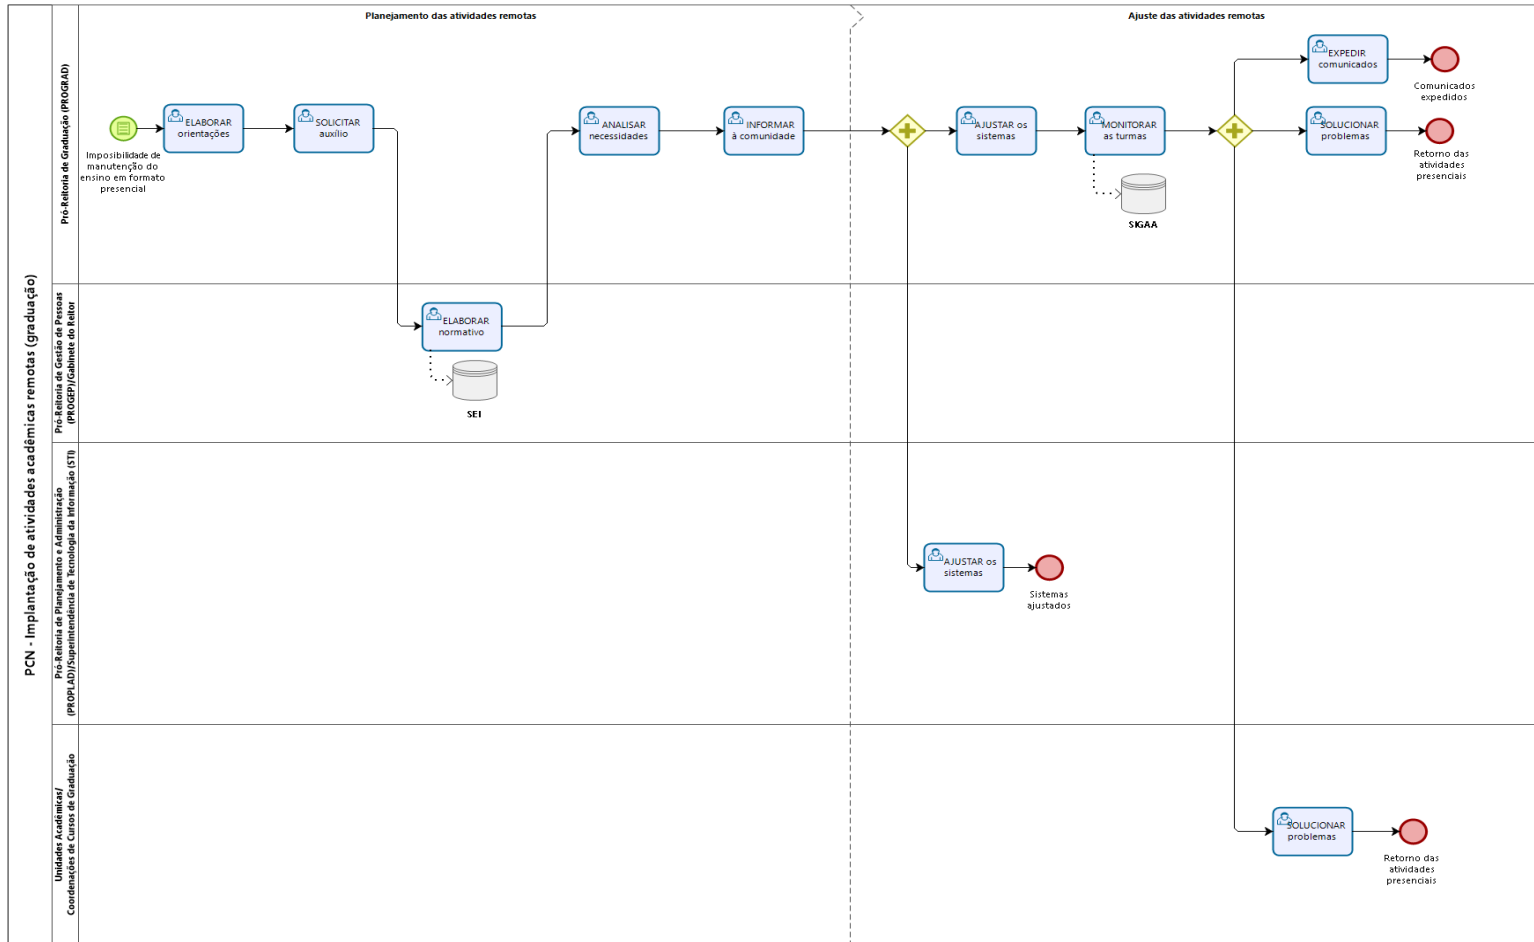 Planejamento das atividades remotas
Ajuste das atividades remotas
PCN - Implantação de atividades acadêmicas remotas (graduação)
Pró-Reitoria de Graduação (PROGRAD)
Imposibilidade de
manutenção do
ensino em formato
presencial
ELABORAR
orientações
SOLICITAR
auxílio
ANALISAR
necessidades
INFORMAR
à comunidade
AJUSTAR os
sistemas
MONITORAR
as turmas
SIGAA
EXPEDIR
comunicados
Comunicados
expedidos
SOLUCIONAR
problemas
Retorno das
atividades
presenciais
Pró-Reitoria de Gestão de Pessoas
(PROGEP)/Gabinete do Reitor
ELABORAR
normativo
SEI
Pró-Reitoria de Planejamento e Administração
(PROPLAD)/Superintendência de Tecnologia da Informação (STI)
AJUSTAR os
sistemas
Sistemas
ajustados
Unidades Acadêmicas/
Coordenações de Cursos de Graduação
SOLUCIONAR
problemas
Retorno das
atividades
presenciais